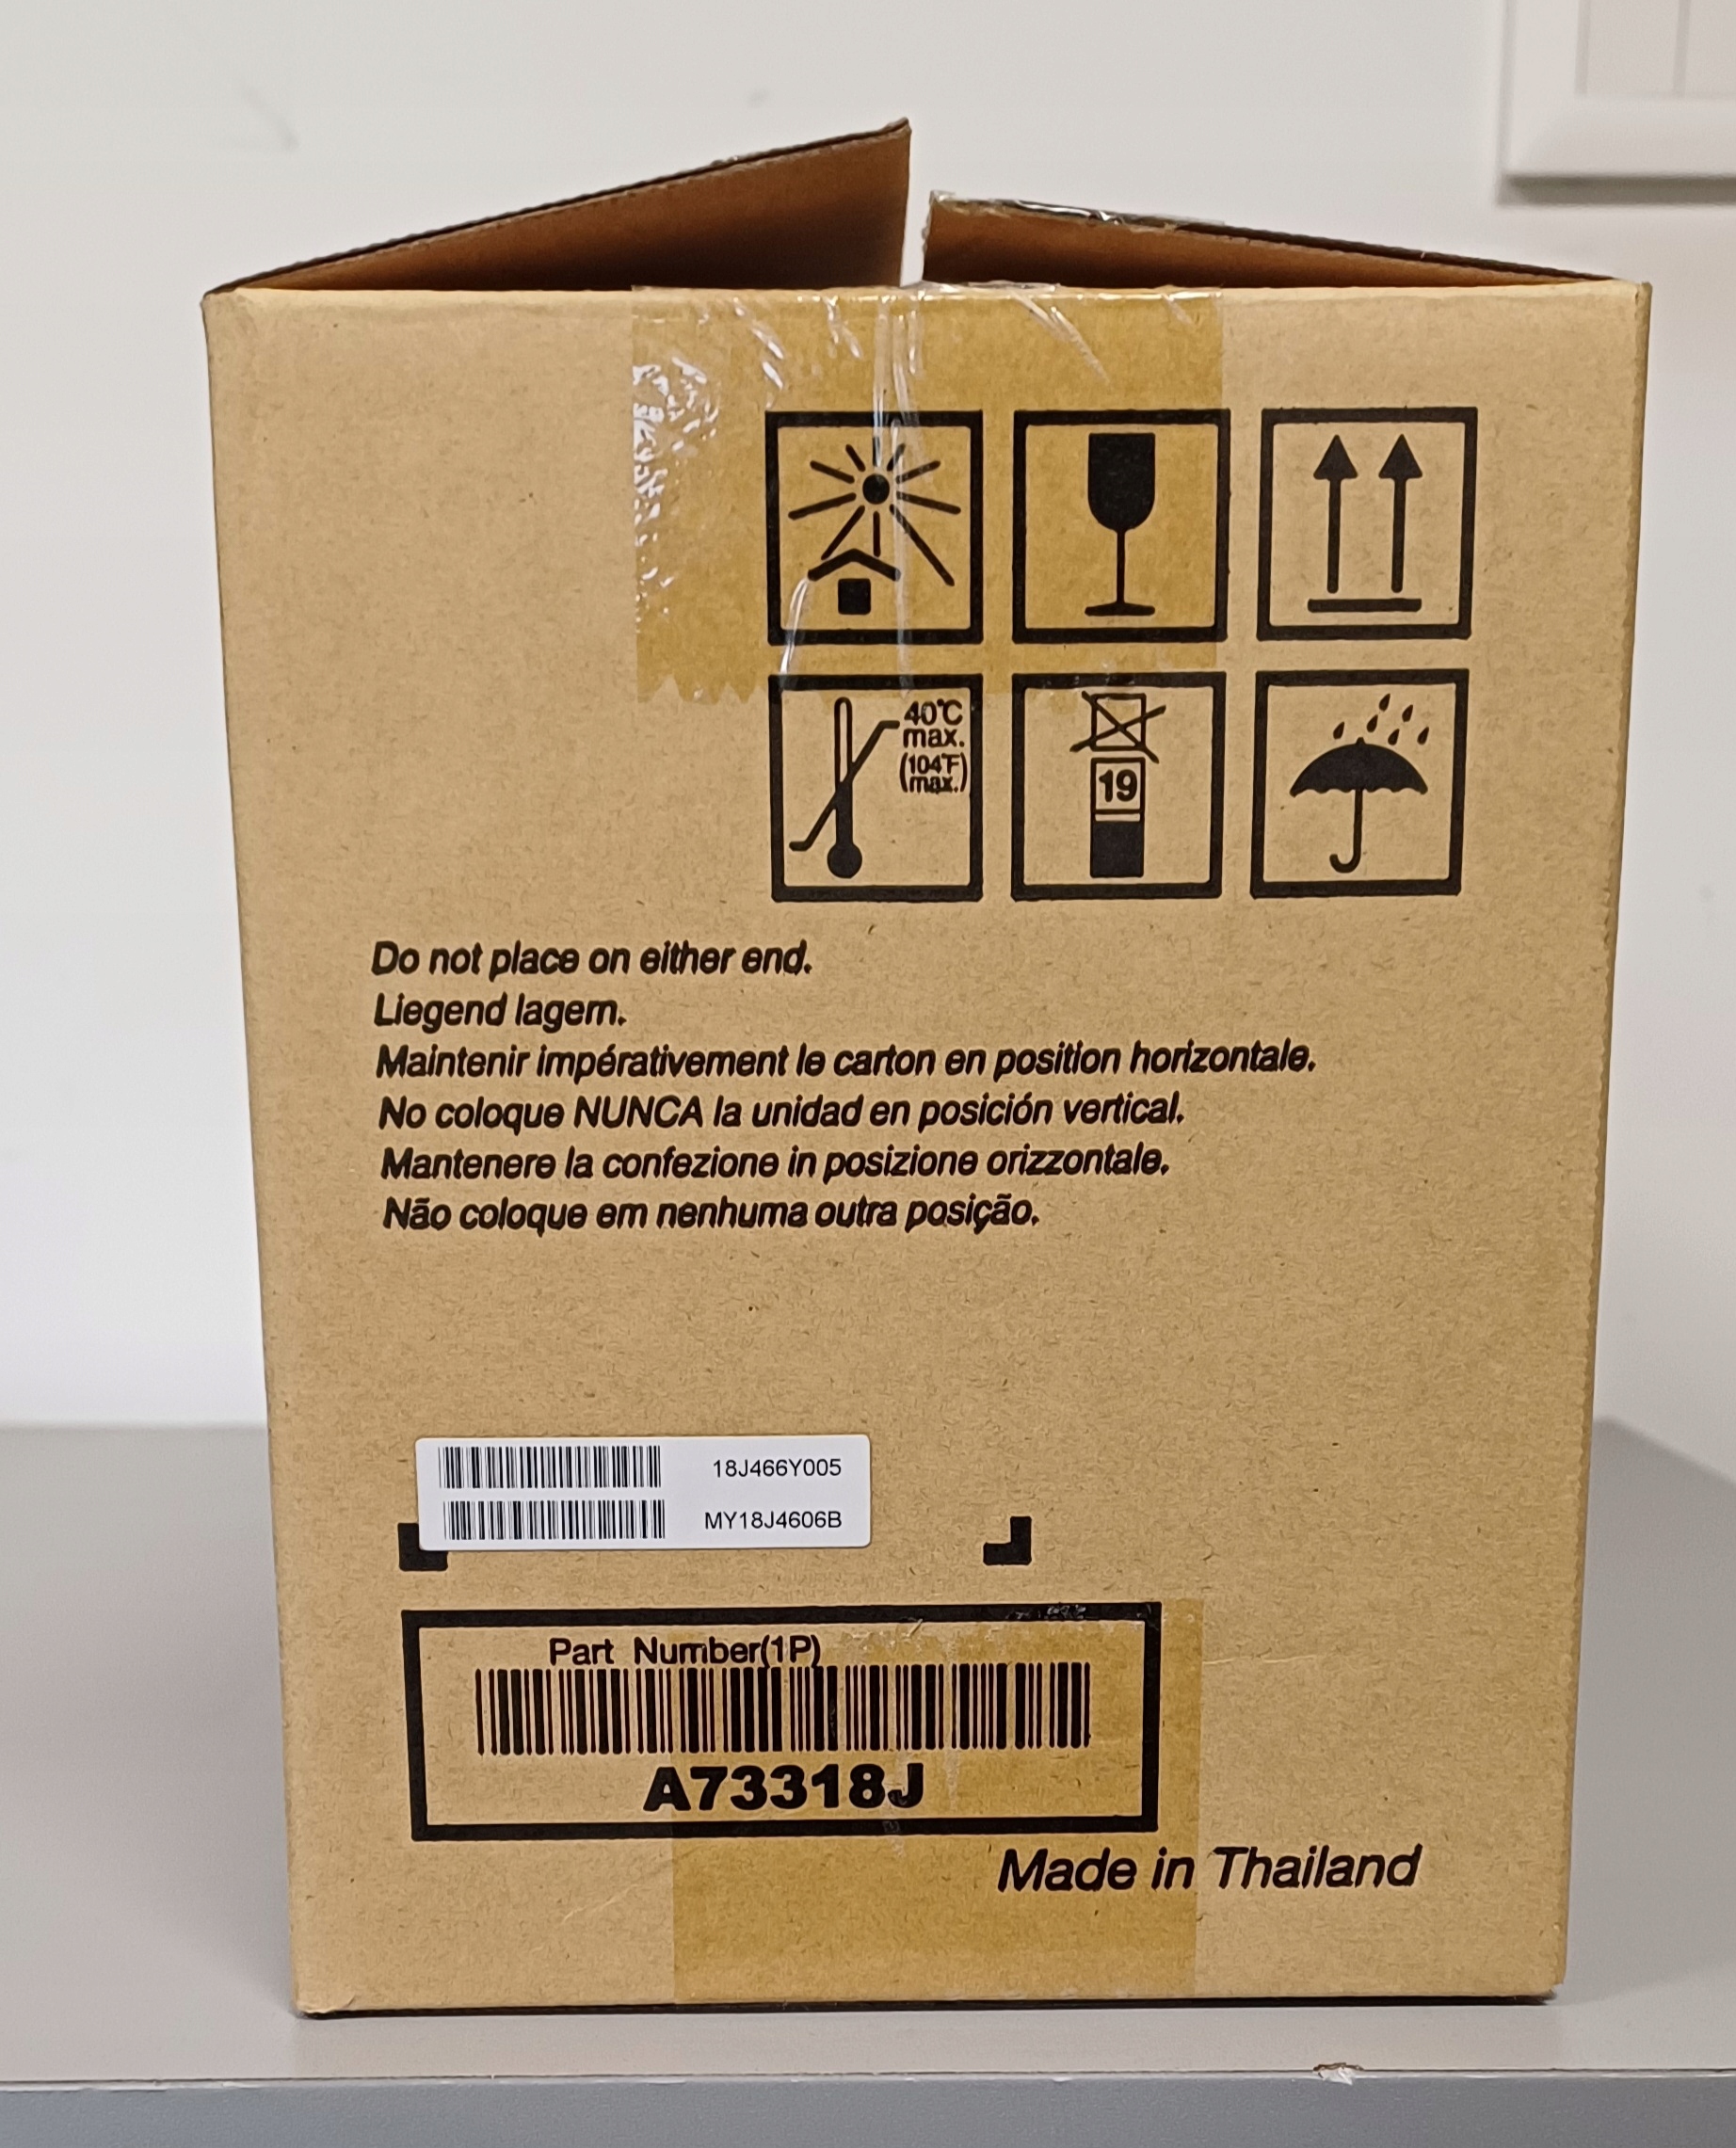 40℃
max.
(104℉
max.)
19
Do not place on either end.
Liegend lagern.
Maintenir impérativement le carton en position horizontale.
No coloque NUNCA la unidad en posición vertical.
Mantenere la confezione in posizione orizzontale.
Não coloque em nenhuma outra posição.
18J466Y005
MY18J4606B
Part Number(1P)
A73318J
Made in Thailand